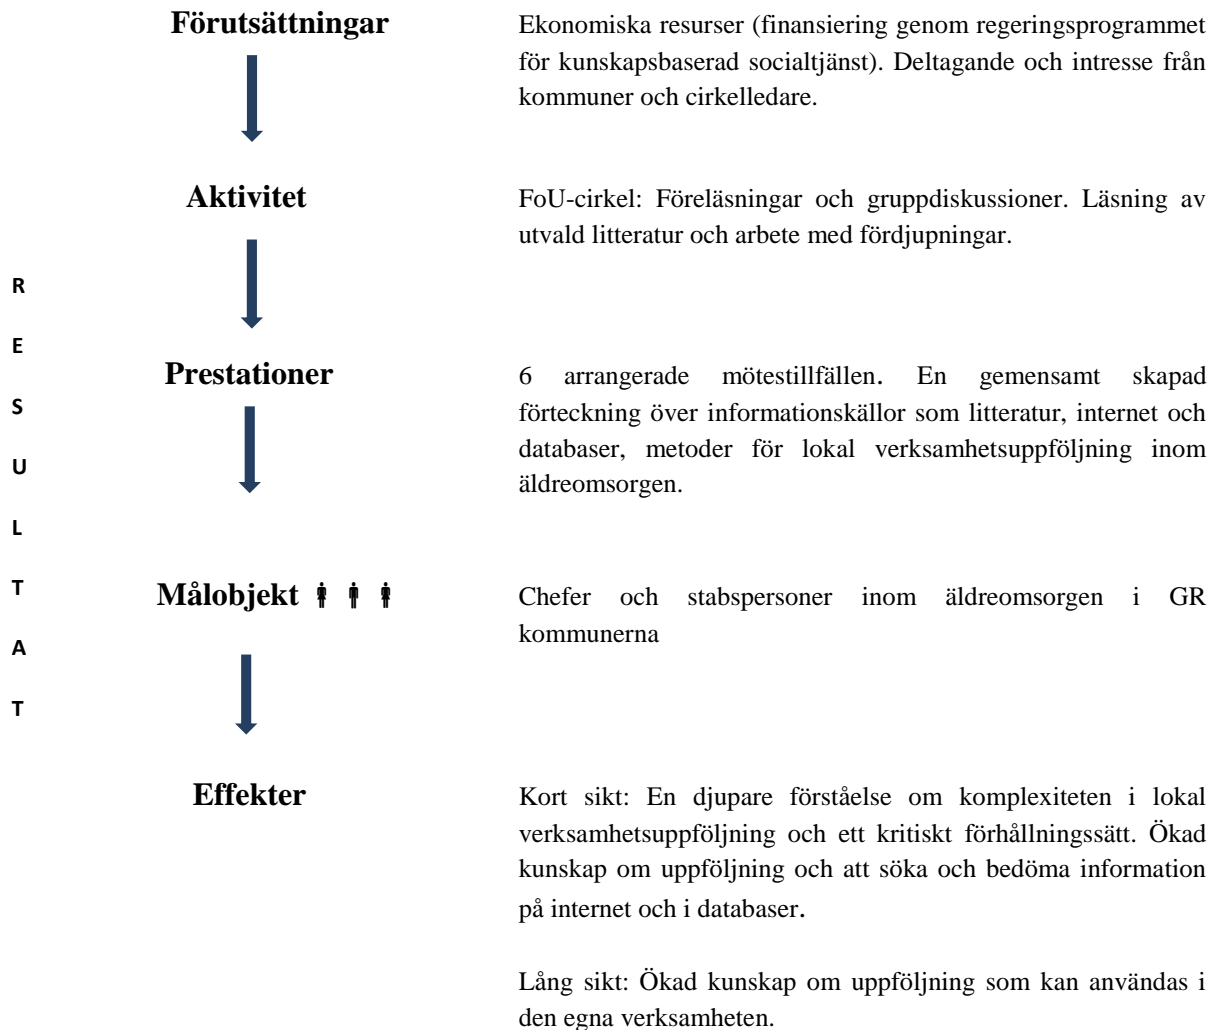 Förutsättningar
Ekonomiska resurser (finansiering genom regeringsprogrammet
för kunskapsbaserad socialtjänst). Deltagande och intresse från
kommuner och cirkelledare.
Aktivitet
FoU-cirkel: Föreläsningar och gruppdiskussioner. Läsning av
utvald litteratur och arbete med fördjupningar.
R
E
S
U
L
T
A
T
Prestationer
6 arrangerade mötestillfällen. En gemensamt skapad
förteckning över informationskällor som litteratur, internet och
databaser, metoder för lokal verksamhetsuppföljning inom
äldreomsorgen.
Målobjekt
Chefer och stabspersoner inom äldreomsorgen i GR
kommunerna
Effekter
Kort sikt: En djupare förståelse om komplexiteten i lokal
verksamhetsuppföljning och ett kritiskt förhållningssätt. Ökad
kunskap om uppföljning och att söka och bedöma information
på internet och i databaser.
Lång sikt: Ökad kunskap om uppföljning som kan användas i
den egna verksamheten.